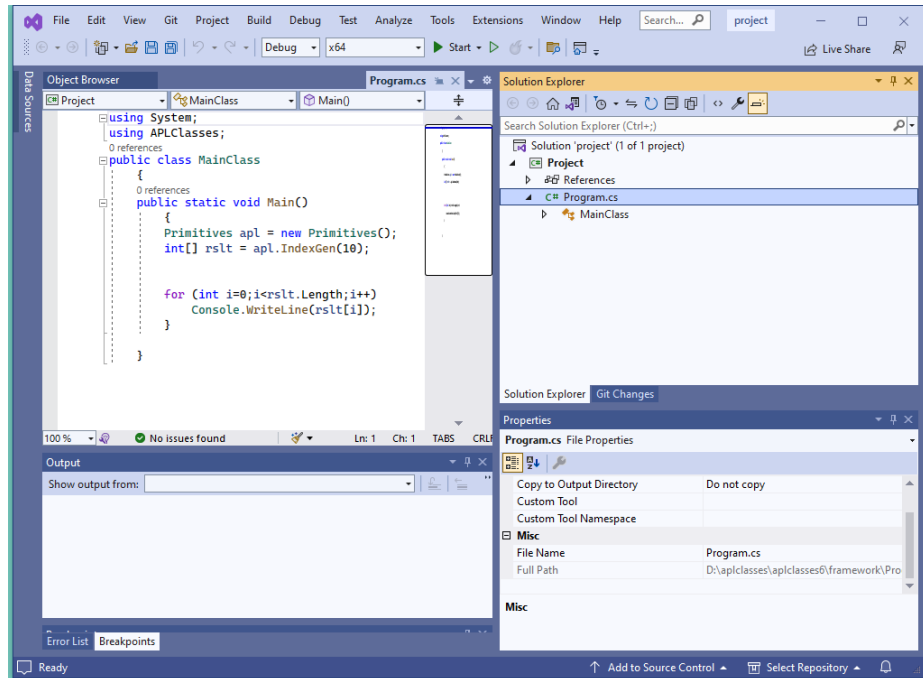 File Edit View Git Project Build Debug Test Analyze Tools Extensions Window Help Search... project
Debug x64 Start Live Share
Data Sources
Object Browser Program.cs
C# Project MainClass Main()
using System;
using APLClasses;
0 references
public class MainClass
{
0 references
public static void Main()
{
Primitives apl = new Primitives();
int[] rslt = apl.IndexGen(10);
for (int i=0;i<rslt.Length;i++)
Console.WriteLine(rslt[i]);
}
}
100 % No issues found Ln: 1 Ch: 1 TABS CRLF
Output
Show output from:
Error List Breakpoints
Solution Explorer
Search Solution Explorer (Ctrl+;)
Solution 'project' (1 of 1 project)
C# Project
References
C# Program.cs
MainClass
Solution Explorer Git Changes
Properties
Program.cs File Properties
Copy to Output Directory Do not copy
Custom Tool
Custom Tool Namespace
Misc
File Name Program.cs
Full Path D:\aplclasses\aplclasses6\framework\Pro
Misc
Ready Add to Source Control Select Repository